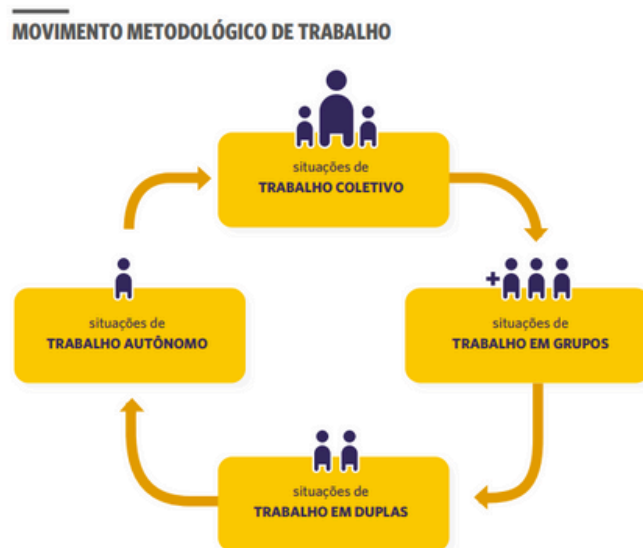 MOVIMENTO METODOLÓGICO DE TRABALHO
situações de
TRABALHO COLETIVO
situações de
TRABALHO AUTÔNOMO
+
situações de
TRABALHO EM GRUPOS
situações de
TRABALHO EM DUPLAS